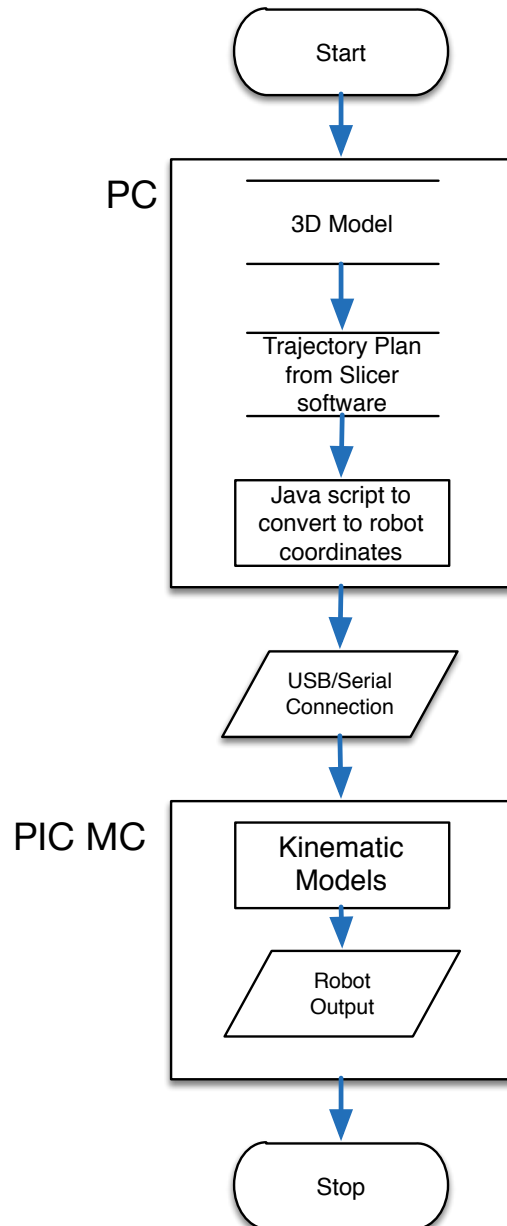 Start
PC
3D Model
Trajectory Plan
from Slicer
software
Java script to
convert to robot
coordinates
USB/Serial
Connection
PIC MC
Kinematic
Models
Robot
Output
Stop